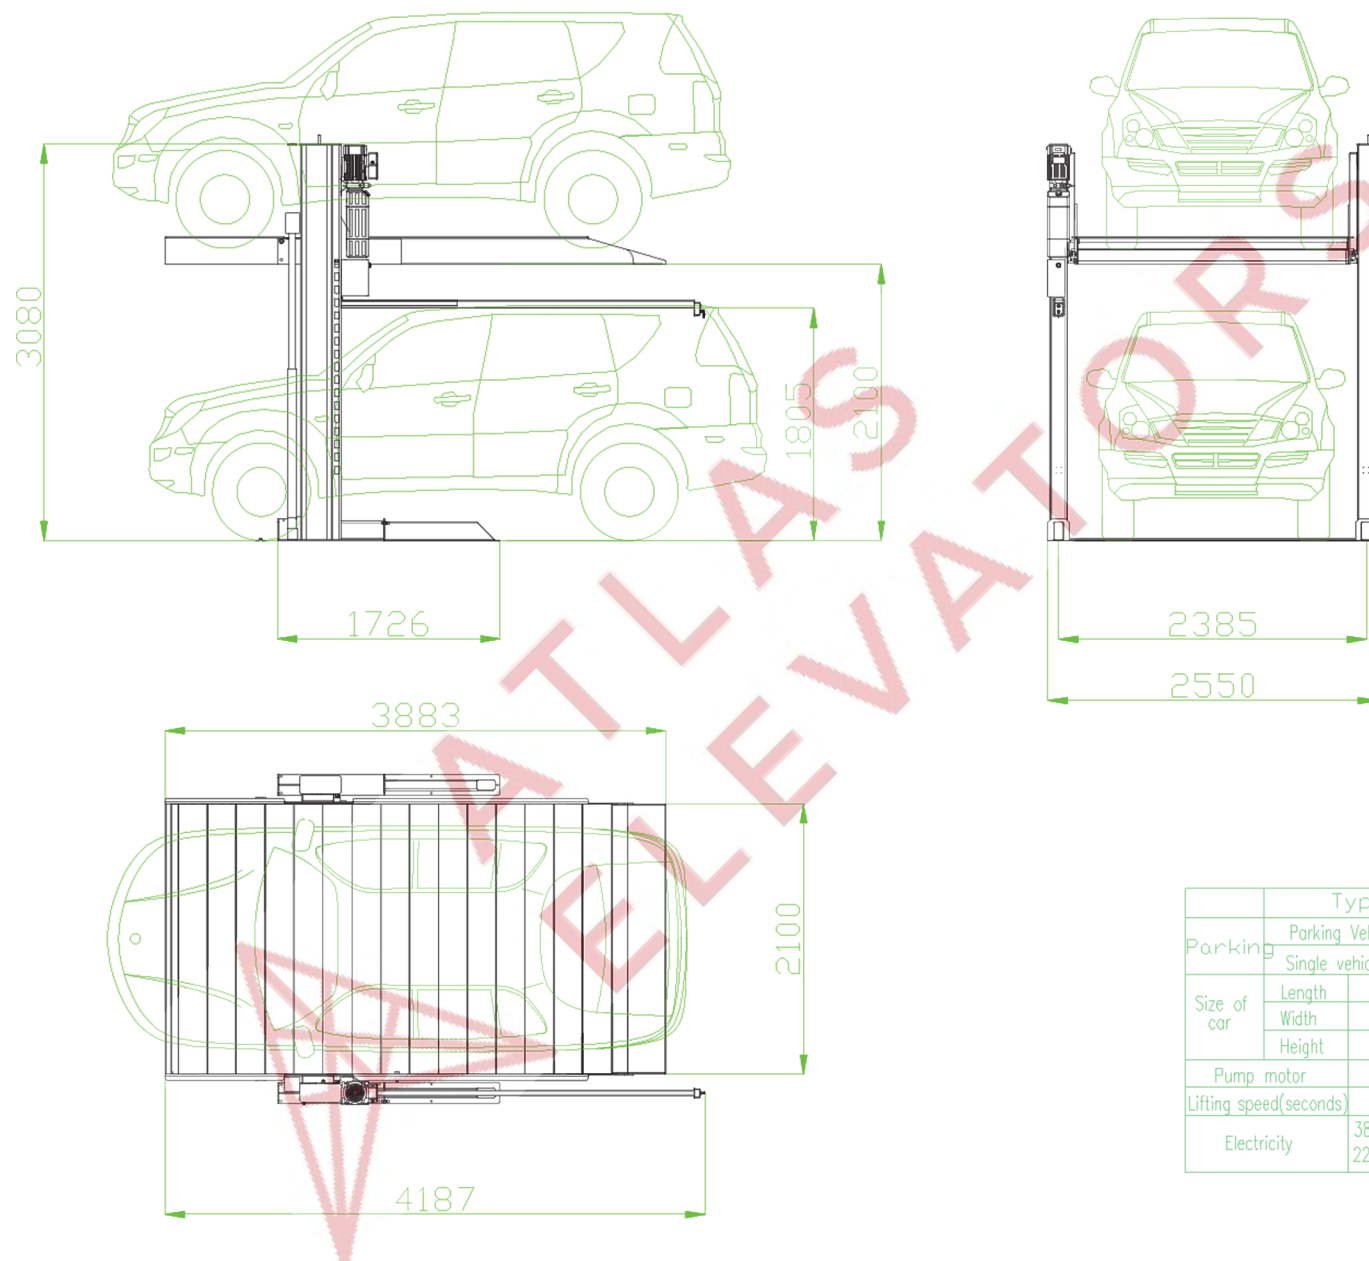 3080
1805
2100
1726
2385
2550
3883
2100
4187
ATLAS
ELEVATORS
Parking
Single
Size of
car
Length
Width
Height
Pump motor
Lifting speed(seconds)
Electricity